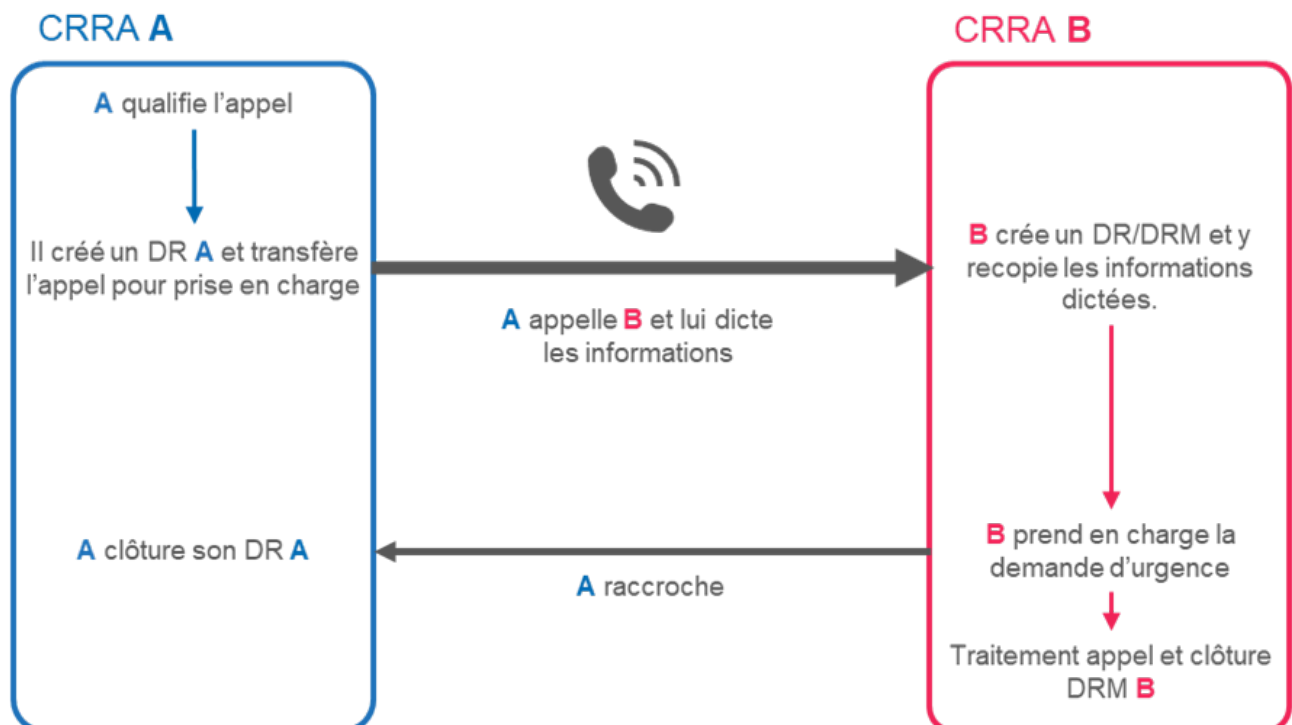 CRRA A
CRRA B
A qualifie l’appel
Il créé un DR A et transfère
l’appel pour prise en charge
A appelle B et lui dicte
les informations
B crée un DR/DRM et y
recopie les informations
dictées.
B prend en charge la
demande d’urgence
A raccroche
A clôture son DR A
Traitement appel et clôture
DRM B